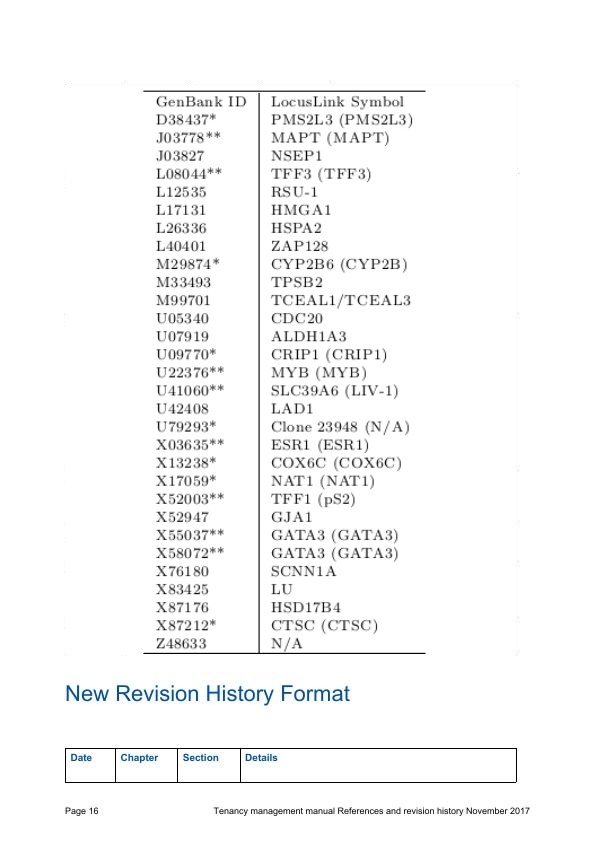 GenBank ID LocusLink Symbol
D38437* PMS2L3 (PMS2L3)
J03778** MAPT (MAPT)
J03827 NSEP1
L08044** TFF3 (TFF3)
L12535 RSU-1
L17131 HMGA1
L26336 HSPA2
L40401 ZAP128
M29874* CYP2B6 (CYP2B)
M33493 TPSB2
M99701 TCEAL1/TCEAL3
U05340 CDC20
U07919 ALDH1A3
U09770* CRIP1 (CRIP1)
U22376** MYB (MYB)
U41060** SLC39A6 (LIV-1)
U42408 LAD1
U79293* Clone 23948 (N/A)
X03635** ESR1 (ESR1)
X13238* COX6C (COX6C)
X17059* NAT1 (NAT1)
X52003** TFF1 (pS2)
X52947 GJA1
X55037** GATA3 (GATA3)
X58072** GATA3 (GATA3)
X76180 SCNN1A
X83425 LU
X87176 HSD17B4
X87212* CTSC (CTSC)
Z48633 N/A
New Revision History Format
Date Chapter Section Details
Page 16 Tenancy management manual References and revision history November 2017